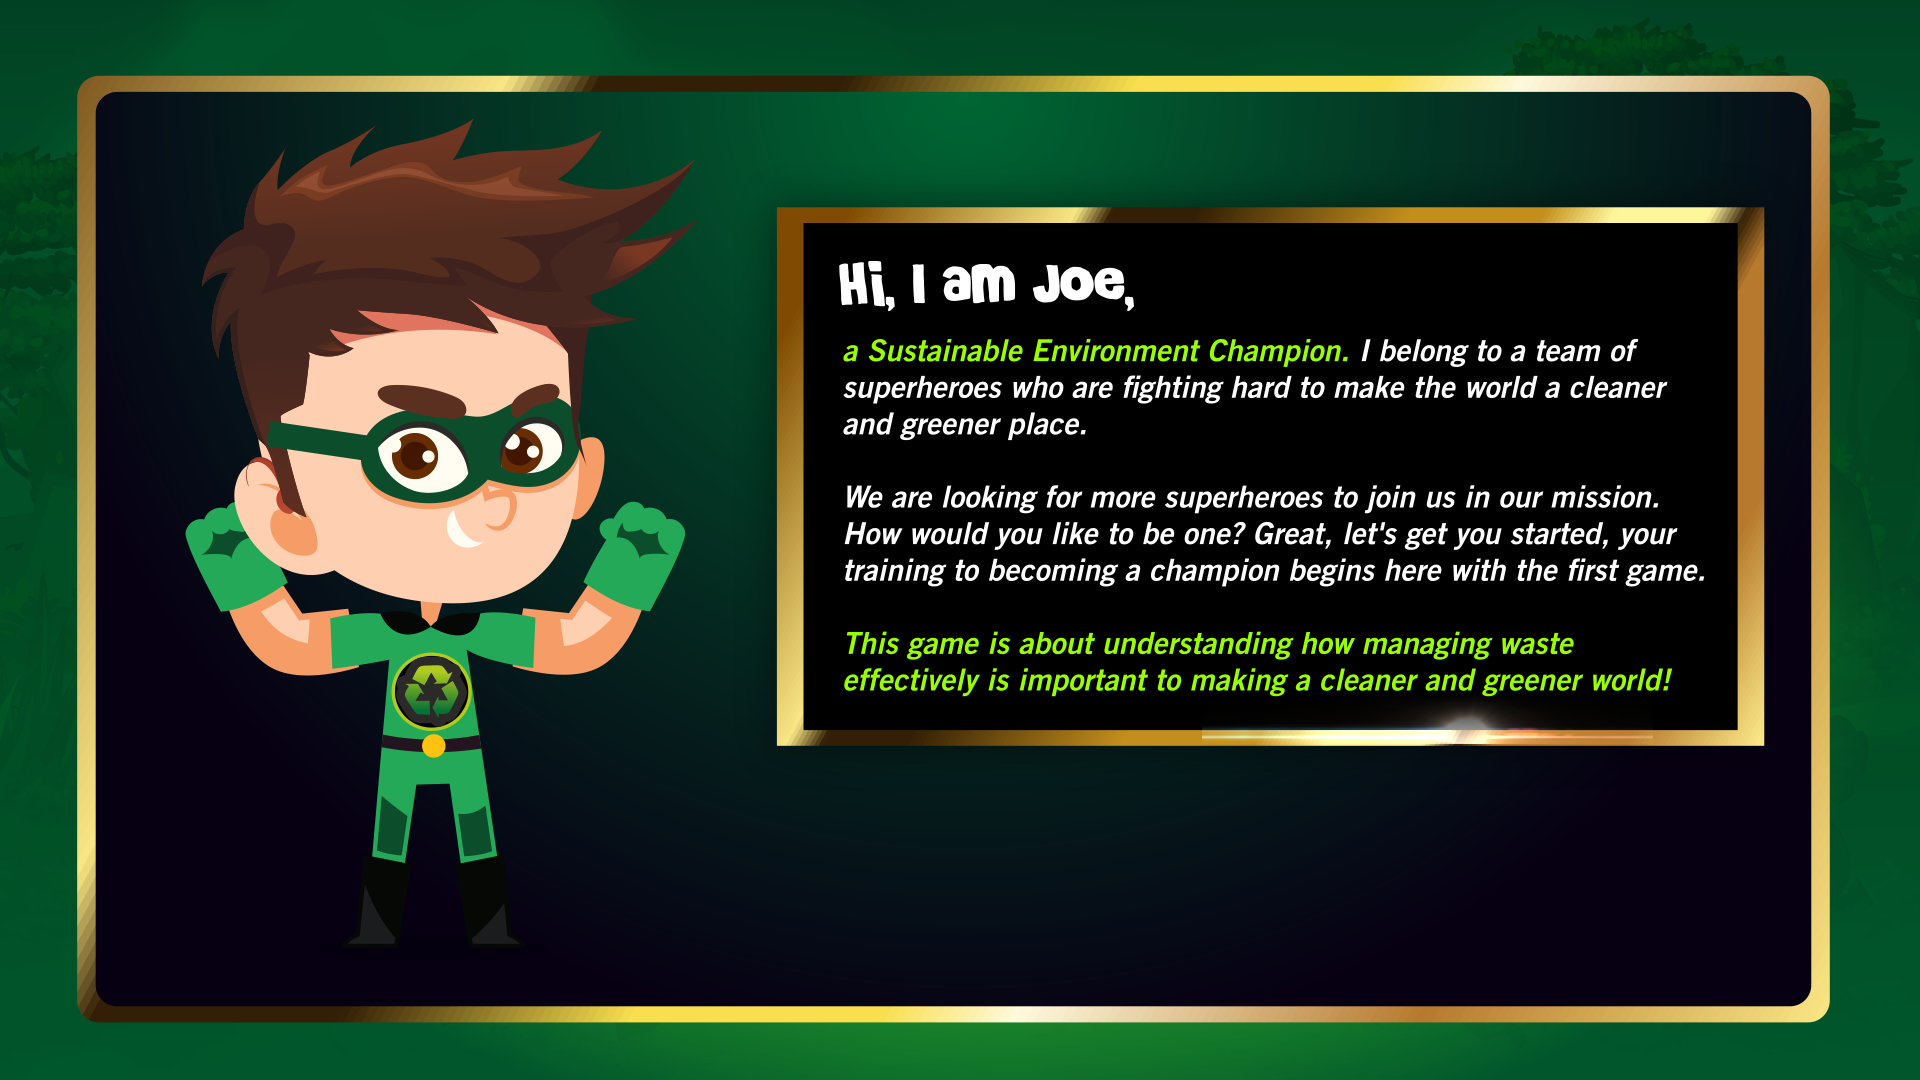 Hi, I am Joe,
a Sustainable Environment Champion. I belong to a team of
superheroes who are fighting hard to make the world a cleaner
and greener place.
We are looking for more superheroes to join us in our mission.
How would you like to be one? Great, let's get you started, your
training to becoming a champion begins here with the first game.
This game is about understanding how managing waste
effectively is important to making a cleaner and greener world!